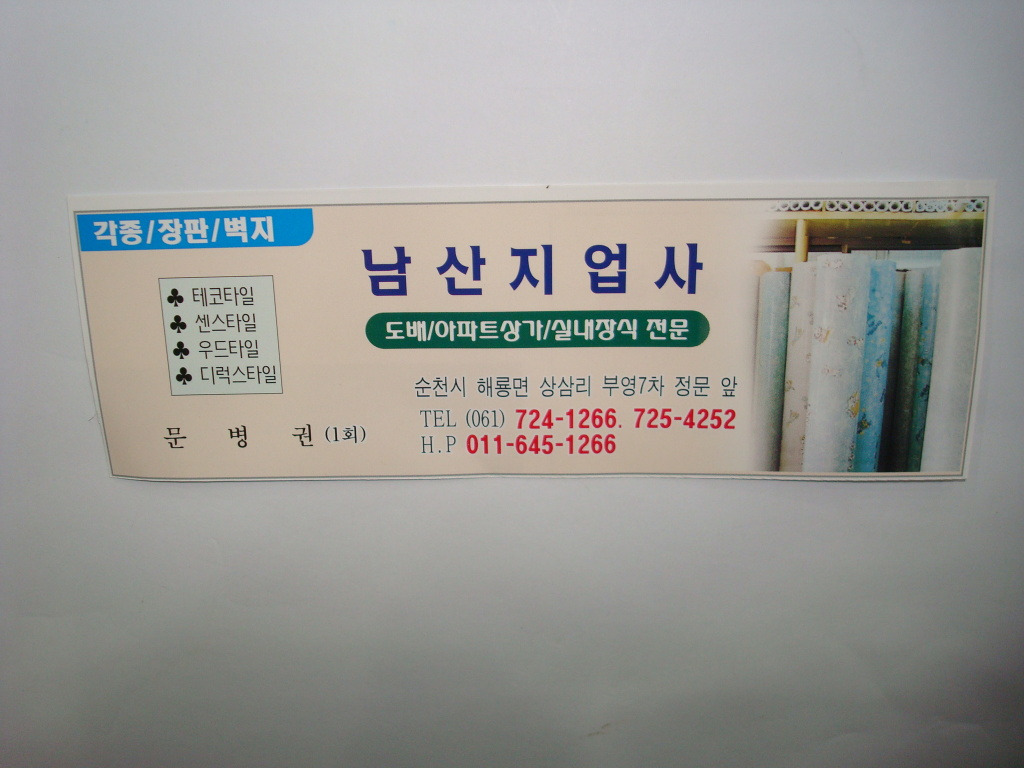 각종/장판/벽지
남산지업사
♣ 테코타일
♣ 센스타일
♣ 우드타일
♣ 디럭스타일
도배/아파트상가/실내장식 전문
순천시 해룡면 상삼리 부영7차 정문 앞
문 병 권 (1회)
TEL (061) 724-1266. 725-4252
H.P 011-645-1266